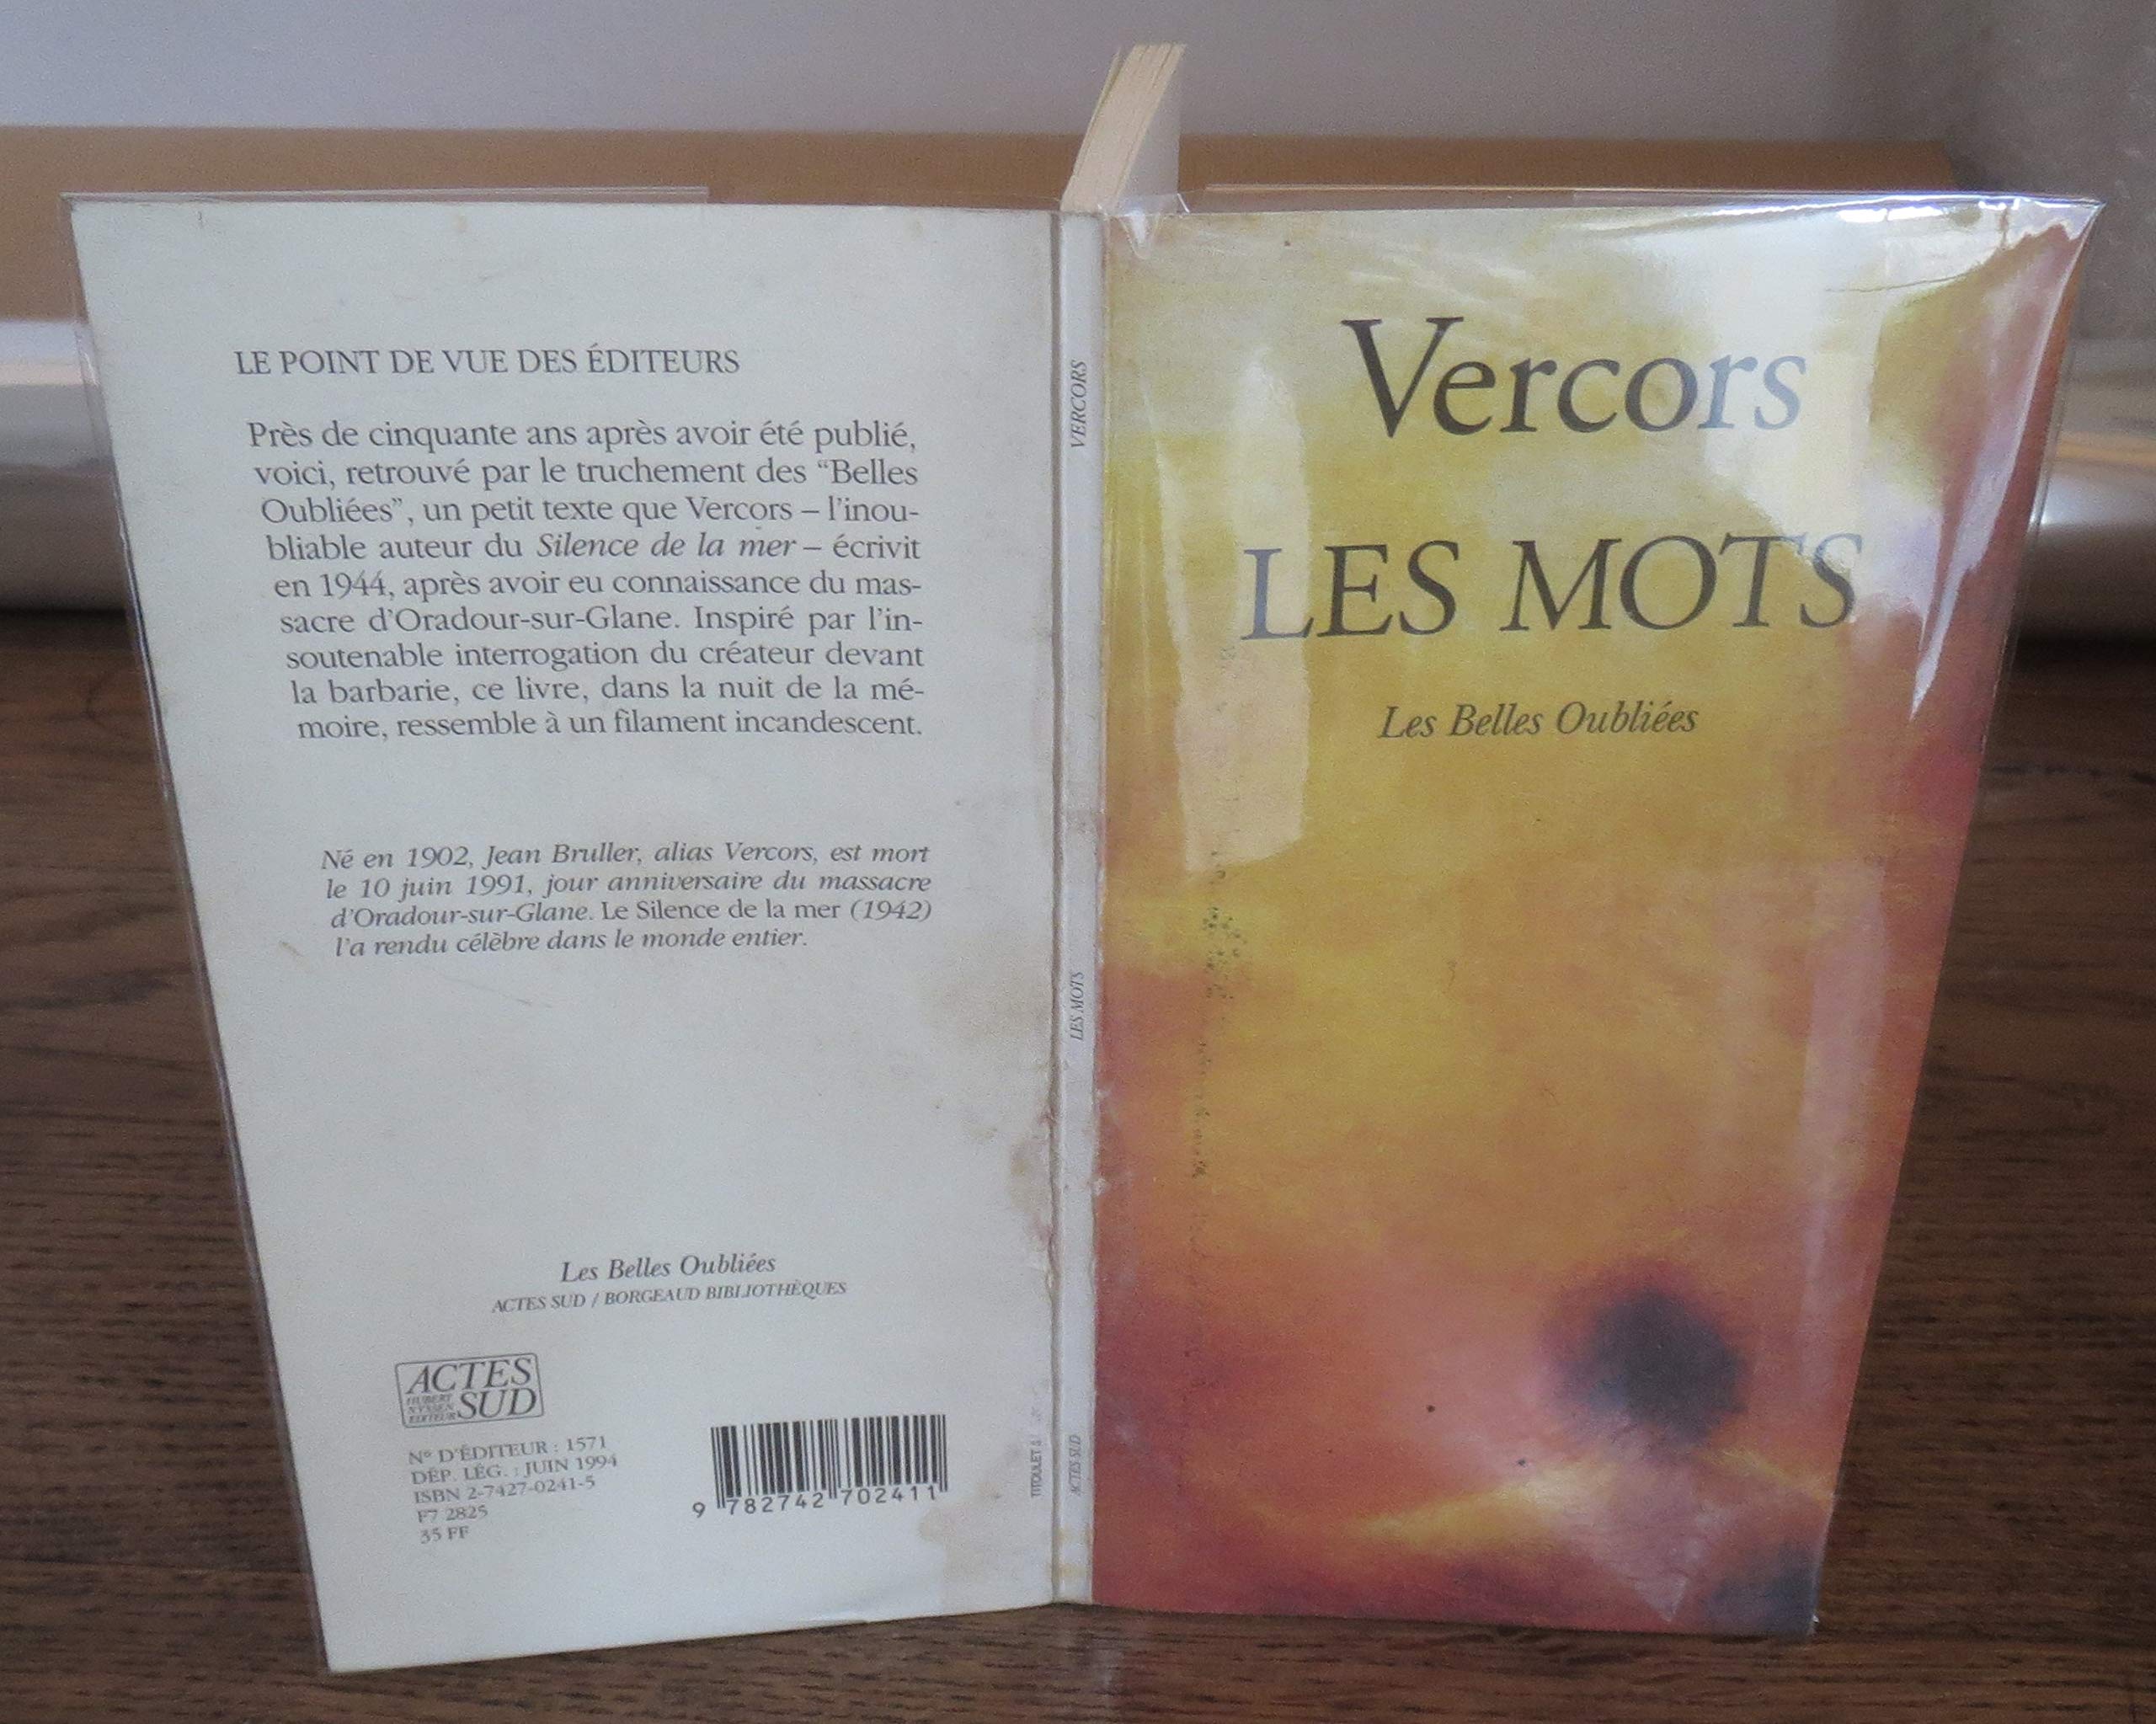 LE POINT DE VUE DES ÉDITEURS
Près de cinquante ans après avoir été publié,
voici, retrouvé par le truchement des “Belles
Oubliées”, un petit texte que Vercors – l’inou-
bliable auteur du Silence de la mer – écrivit
en 1944, après avoir eu connaissance du mas-
sacre d’Oradour-sur-Glane. Inspiré par l’in-
soutenable interrogation du créateur devant
la barbarie, ce livre, dans la nuit de la mé-
moire, ressemble à un filament incandescent.
Né en 1902, Jean Bruller, alias Vercors, est mort
le 10 juin 1991, jour anniversaire du massacre
d’Oradour-sur-Glane. Le Silence de la mer (1942)
l’a rendu célèbre dans le monde entier.
Les Belles Oubliées
ACTES SUD / BORGEAUD BIBLIOTHÈQUES
ACTES
SUD
HUBERT
NYSSEN
EDITEUR
N° D’ÉDITEUR : 1571
DÉP. LÉG. : JUIN 1994
ISBN 2-7427-0241-5
F7 2825
35 FF
9 782742 702411
TITOULET
VERCORS
LES MOTS
ACTES SUD
Vercors
LES MOTS
Les Belles Oubliées